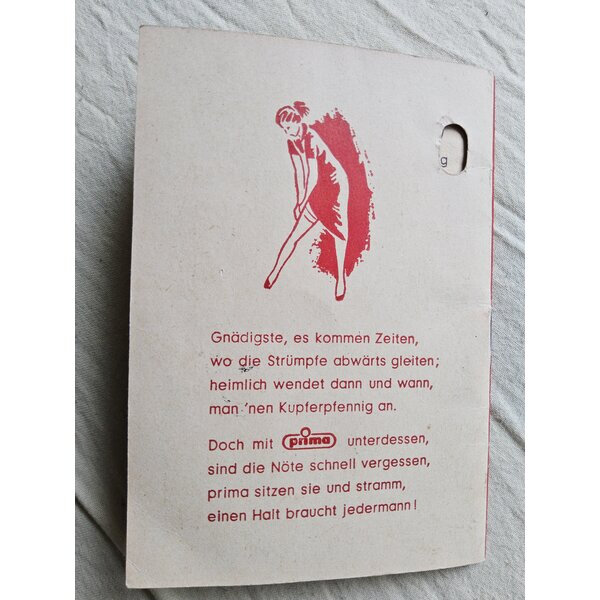 g
Gnädigste, es kommen Zeiten,
wo die Strümpfe abwärts gleiten;
heimlich wendet dann und wann,
man 'nen Kupferpfennig an.
Doch mit prima unterdessen,
sind die Nöte schnell vergessen,
prima sitzen sie und stramm,
einen Halt braucht jedermann!